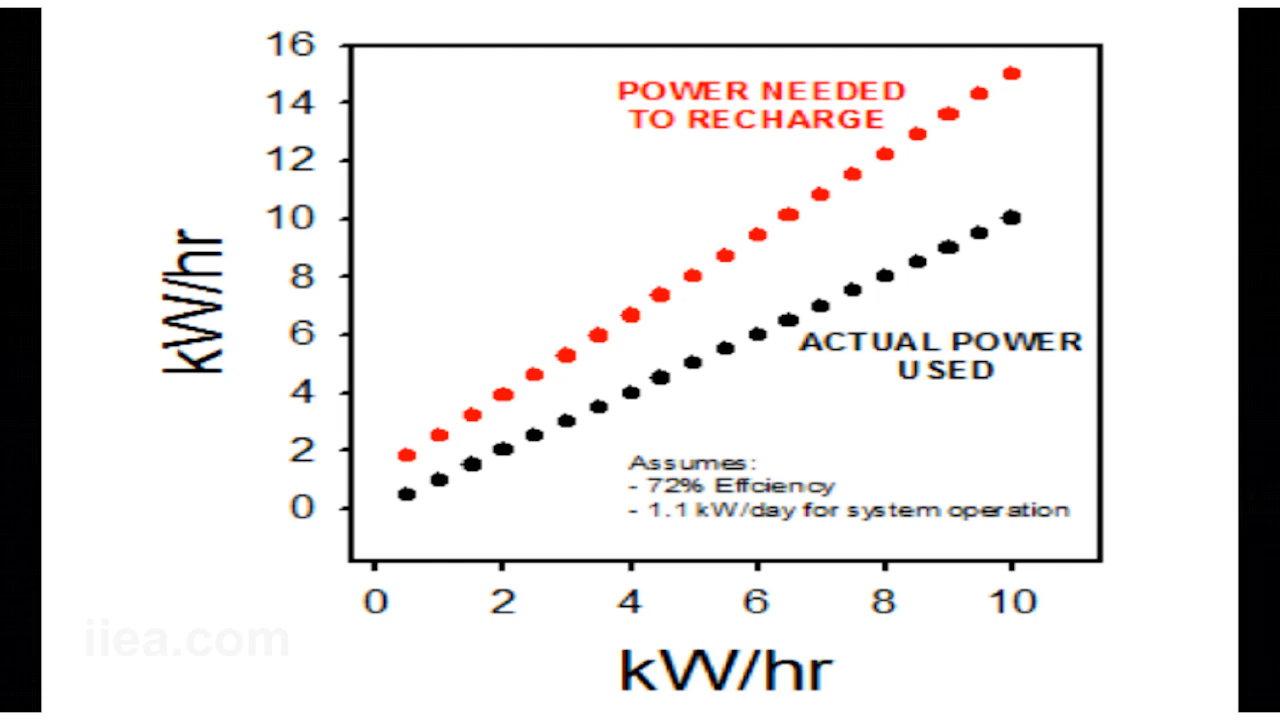 16
14
12
10
8
6
4
2
0
kW/hr
POWER NEEDED
TO RECHARGE
ACTUAL POWER
USED
Assumes:
- 72% Effciency
- 1.1 kW/day for system operation
0 2 4 6 8 10
kW/hr
iiea.com